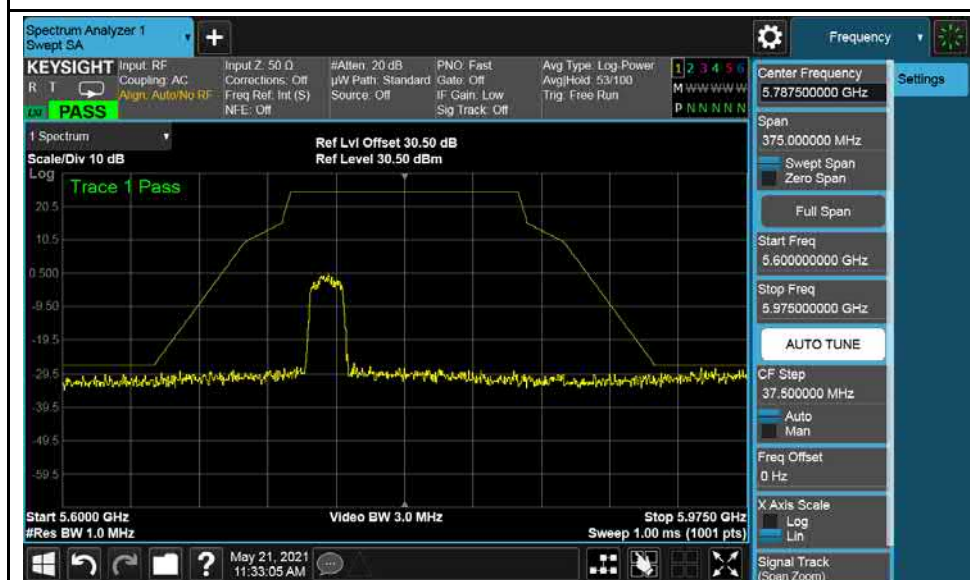 Spectrum Analyzer 1
Swept SA
+
Frequency
KEYSIGHT
R T
PASS
Input: RF
Coupling: AC
Align: Auto/No RF
Input Z: 50 Ω
Corrections: Off
Freq Ref: Int (S)
NFE: Off
#Atten: 20 dB
µW Path: Standard
Source: Off
PNO: Fast
Gate: Off
IF Gain: Low
Sig Track: Off
Avg Type: Log-Power
Avg|Hold: 53/100
Trig: Free Run
1 2 3 4 5 6
M W W W W W
P N N N N N
Center Frequency
5.787500000 GHz
Settings
Span
375.000000 MHz
Swept Span
Zero Span
Full Span
Start Freq
5.600000000 GHz
Stop Freq
5.975000000 GHz
AUTO TUNE
CF Step
37.500000 MHz
Auto
Man
Freq Offset
0 Hz
X Axis Scale
Log
Lin
Signal Track
(Span Zoom)
1 Spectrum
Scale/Div 10 dB
Ref Lvl Offset 30.50 dB
Ref Level 30.50 dBm
Log
Trace 1 Pass
20.5
10.5
0.500
-9.50
-19.5
-29.5
-39.5
-49.5
-59.5
Start 5.6000 GHz
#Res BW 1.0 MHz
Video BW 3.0 MHz
Stop 5.9750 GHz
Sweep 1.00 ms (1001 pts)
?
May 21, 2021
11:33:05 AM